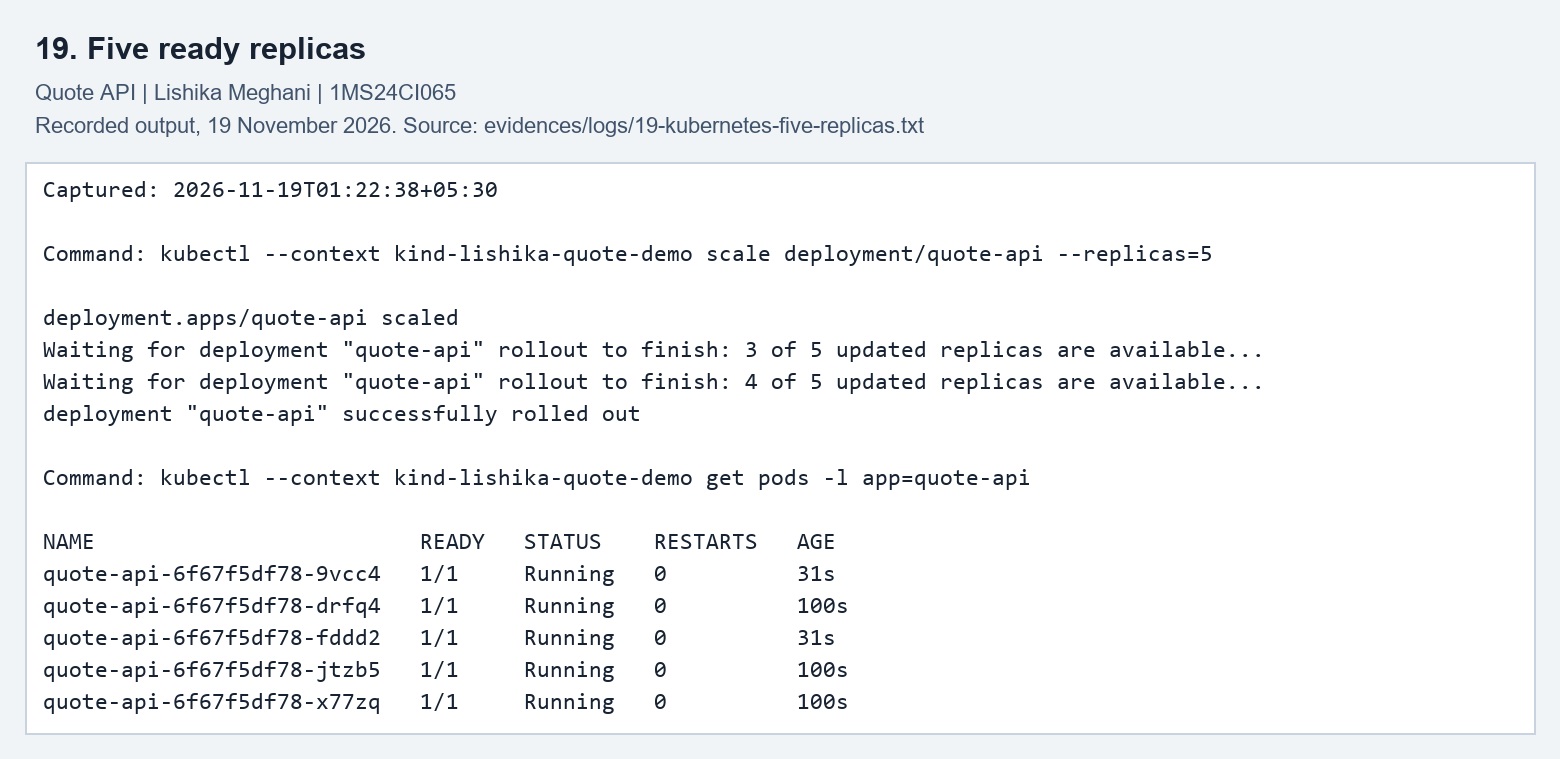 19. Five ready replicas
Quote API | Lishika Meghani | 1MS24CI065
Recorded output, 19 November 2026. Source: evidences/logs/19-kubernetes-five-replicas.txt
Captured: 2026-11-19T01:22:38+05:30
Command: kubectl --context kind-lishika-quote-demo scale deployment/quote-api --replicas=5
deployment.apps/quote-api scaled
Waiting for deployment "quote-api" rollout to finish: 3 of 5 updated replicas are available...
Waiting for deployment "quote-api" rollout to finish: 4 of 5 updated replicas are available...
deployment "quote-api" successfully rolled out
Command: kubectl --context kind-lishika-quote-demo get pods -l app=quote-api
NAME READY STATUS RESTARTS AGE
quote-api-6f67f5df78-9vcc4 1/1 Running 0 31s
quote-api-6f67f5df78-drfq4 1/1 Running 0 100s
quote-api-6f67f5df78-fddd2 1/1 Running 0 31s
quote-api-6f67f5df78-jtzb5 1/1 Running 0 100s
quote-api-6f67f5df78-x77zq 1/1 Running 0 100s